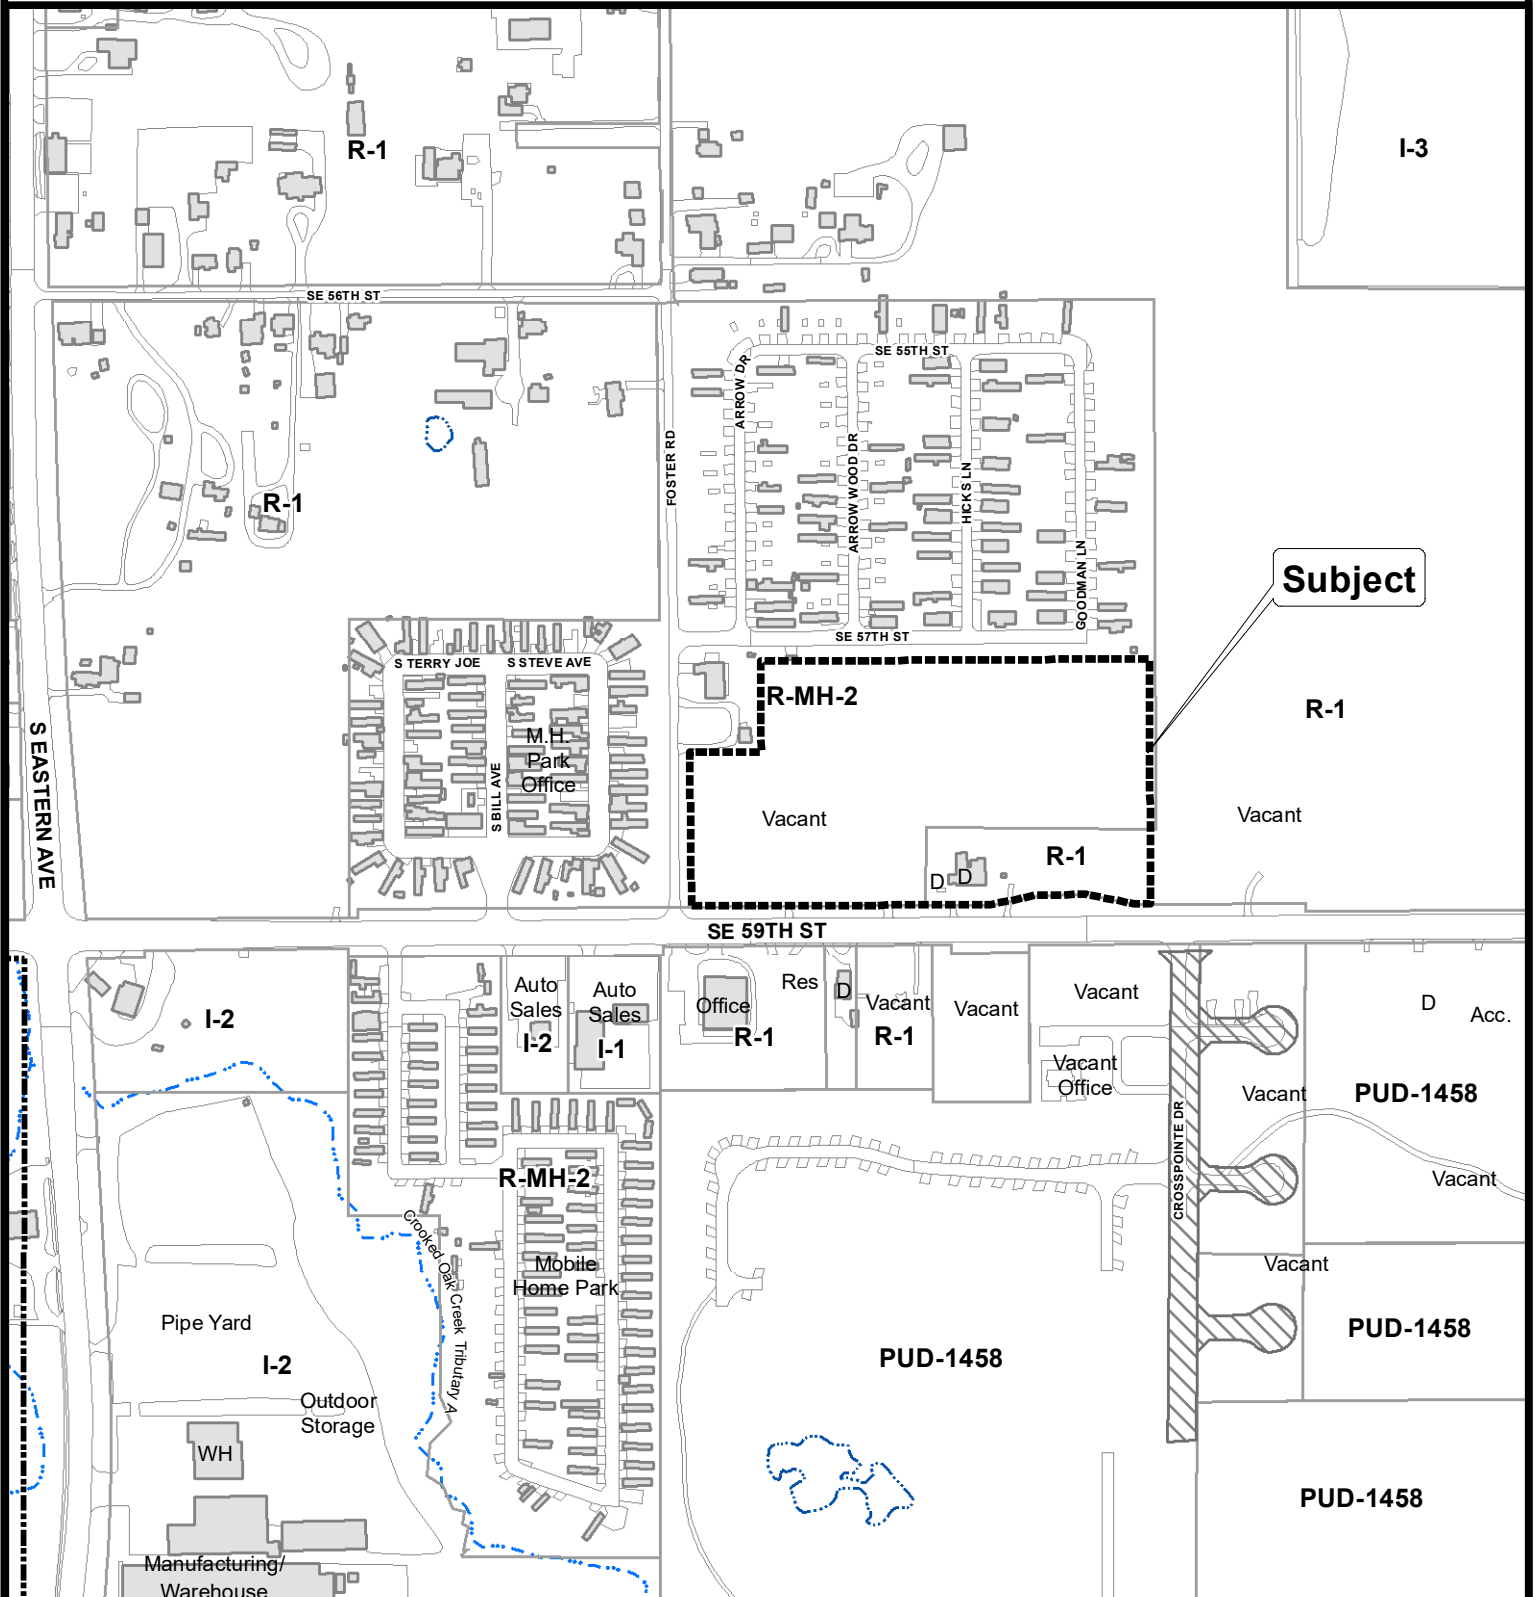 R-1
I-3
SE 56TH ST
SE 55TH ST
ARROW DR
FOSTER RD
ARROWWOOD DR
HICKS LN
GOODMAN LN
R-1
Subject
SE 57TH ST
S TERRY JOE
S STEVE AVE
R-MH-2
R-1
S EASTERN AVE
M.H.
Park
Office
S BILL AVE
Vacant
Vacant
R-1
D
D
SE 59TH ST
Auto
Sales
I-2
Auto
Sales
I-1
Office
R-1
Res
D
Vacant
R-1
Vacant
Vacant
Vacant
Office
D
Acc.
I-2
Vacant
PUD-1458
CROSSPOINTE DR
R-MH-2
Vacant
Crooked Oak Creek Tributary A
Mobile
Home Park
Vacant
Pipe Yard
I-2
PUD-1458
PUD-1458
Outdoor
Storage
WH
PUD-1458
Manufacturing/
Warehouse